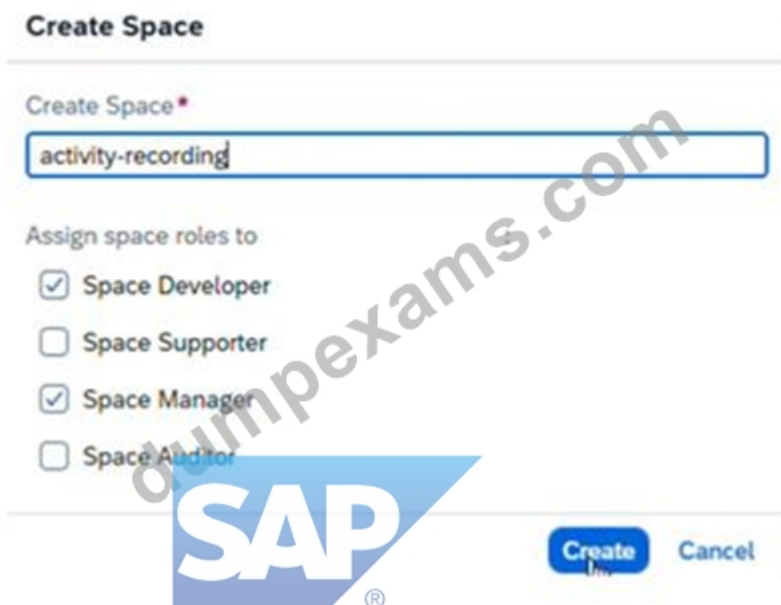 Create Space
Create Space*
activity-recording
Assign space roles to
Space Developer
Space Supporter
Space Manager
Space Auditor
dumpexams.com
SAP
®
Create
Cancel